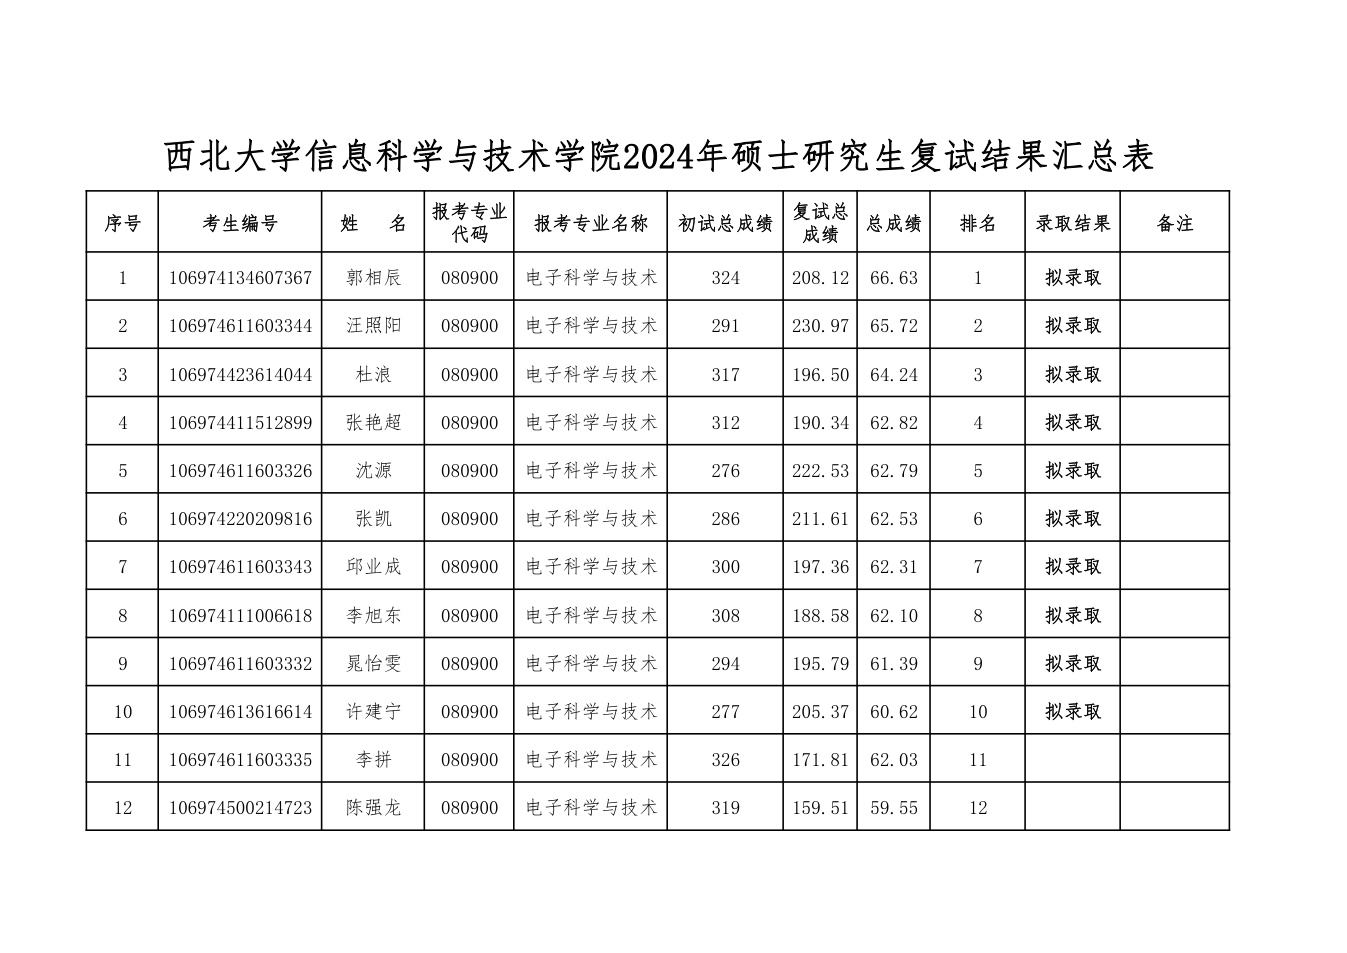 西北大学信息科学与技术学院2024年硕士研究生复试结果汇总表
序号 考生编号 姓 名 报考专业代码 报考专业名称 初试总成绩 复试总成绩 总成绩 排名 录取结果 备注
1 106974134607367 郭相辰 080900 电子科学与技术 324 208.12 66.63 1 拟录取
2 106974611603344 汪照阳 080900 电子科学与技术 291 230.97 65.72 2 拟录取
3 106974423614044 杜浪 080900 电子科学与技术 317 196.50 64.24 3 拟录取
4 106974411512899 张艳超 080900 电子科学与技术 312 190.34 62.82 4 拟录取
5 106974611603326 沈源 080900 电子科学与技术 276 222.53 62.79 5 拟录取
6 106974220209816 张凯 080900 电子科学与技术 286 211.61 62.53 6 拟录取
7 106974611603343 邱业成 080900 电子科学与技术 300 197.36 62.31 7 拟录取
8 106974111006618 李旭东 080900 电子科学与技术 308 188.58 62.10 8 拟录取
9 106974611603332 晁怡雯 080900 电子科学与技术 294 195.79 61.39 9 拟录取
10 106974613616614 许建宁 080900 电子科学与技术 277 205.37 60.62 10 拟录取
11 106974611603335 李拼 080900 电子科学与技术 326 171.81 62.03 11
12 106974500214723 陈强龙 080900 电子科学与技术 319 159.51 59.55 12